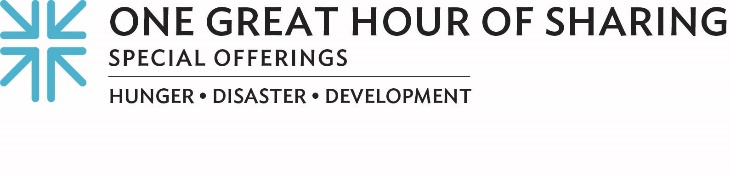 ONE GREAT HOUR OF SHARING
SPECIAL OFFERINGS
HUNGER • DISASTER • DEVELOPMENT